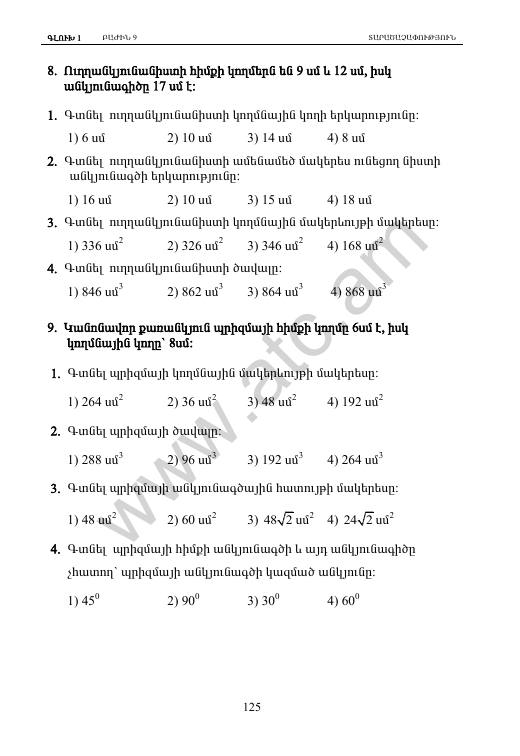 ԳԼՈՒԽ 1 ԲԱԺԻՆ 9 ՏԱՐԱԾԱՉԱՓՈՒԹՅՈՒՆ
8. Ուղղանկյունանիստի հիմքի կողմերն են 9 սմ և 12 սմ, իսկ
անկյունագիծը 17 սմ է:
1. Գտնել ուղղանկյունանիստի կողմնային կողի երկարությունը:
1) 6 սմ 2) 10 սմ 3) 14 սմ 4) 8 սմ
2. Գտնել ուղղանկյունանիստի ամենամեծ մակերես ունեցող նիստի
անկյունագծի երկարությունը:
1) 16 սմ 2) 10 սմ 3) 15 սմ 4) 18 սմ
3. Գտնել ուղղանկյունանիստի կողմնային մակերևույթի մակերեսը:
1) 336 սմ² 2) 326 սմ² 3) 346 սմ² 4) 168 սմ²
4. Գտնել ուղղանկյունանիստի ծավալը:
1) 846 սմ³ 2) 862 սմ³ 3) 864 սմ³ 4) 868 սմ³
9. Կանոնավոր քառանկյուն պրիզմայի հիմքի կողմը 6սմ է, իսկ
կողմնային կողը՝ 8սմ:
1. Գտնել պրիզմայի կողմնային մակերևույթի մակերեսը:
1) 264 սմ² 2) 36 սմ² 3) 48 սմ² 4) 192 սմ²
2. Գտնել պրիզմայի ծավալը:
1) 288 սմ³ 2) 96 սմ³ 3) 192 սմ³ 4) 264 սմ³
3. Գտնել պրիզմայի անկյունագծային հատույթի մակերեսը:
1) 48 սմ² 2) 60 սմ² 3) 48√2 սմ² 4) 24√2 սմ²
4. Գտնել պրիզմայի հիմքի անկյունագծի և այդ անկյունագիծը
չհատող՝ պրիզմայի անկյունագծի կազմած անկյունը:
1) 45⁰ 2) 90⁰ 3) 30⁰ 4) 60⁰
www.atc.am
125